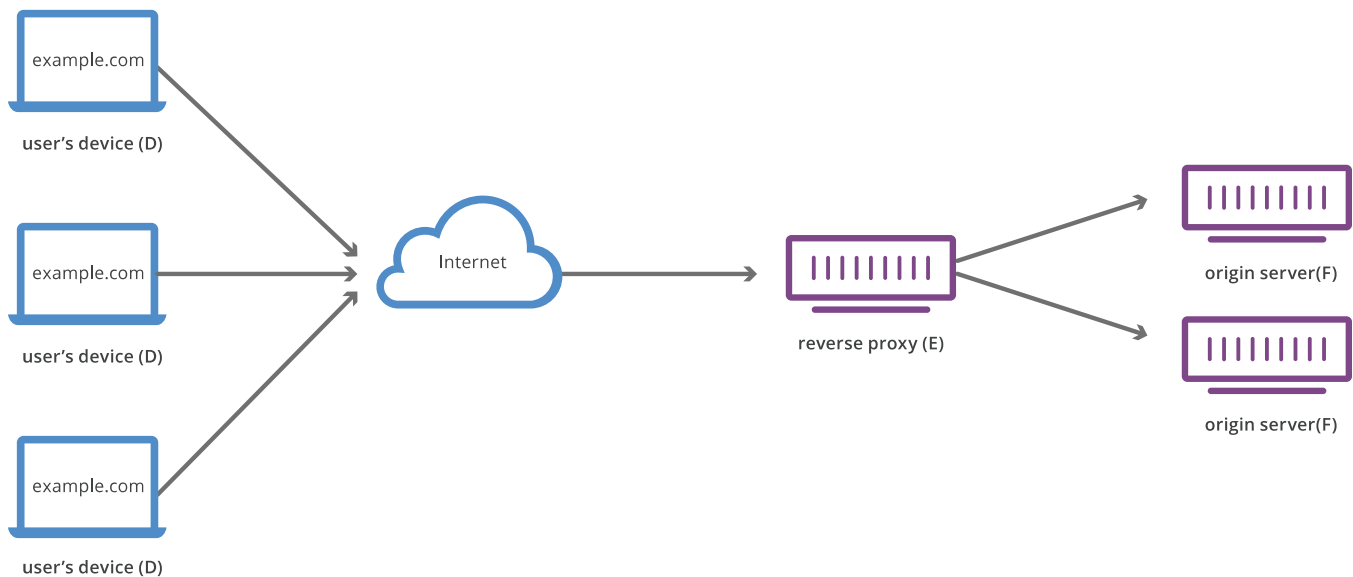 example.com
user’s device (D)
example.com
user’s device (D)
example.com
user’s device (D)
Internet
reverse proxy (E)
origin server(F)
origin server(F)